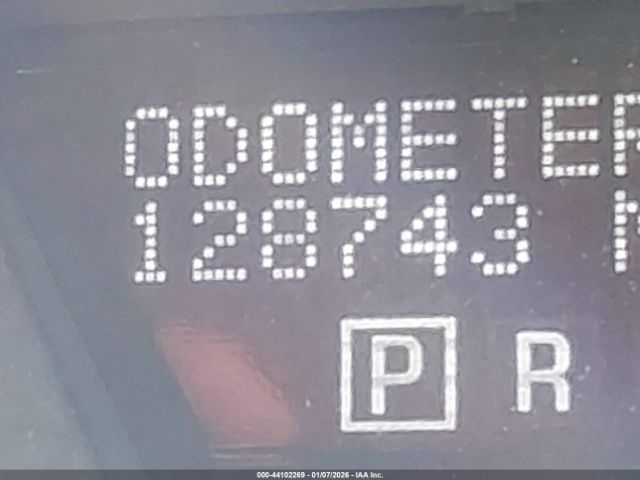 ODOMETER
128743 M
P R
000-44102269 - 01/07/2026 - IAA Inc.